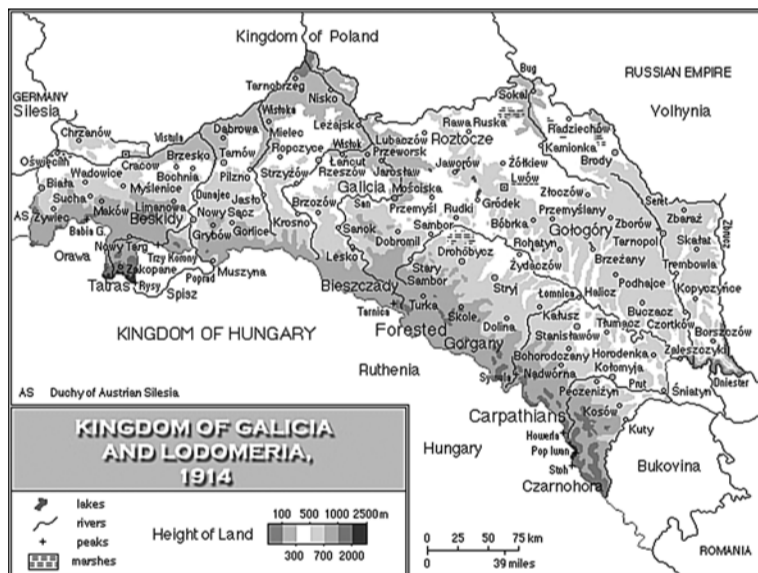 Kingdom of Poland
Bug
RUSSIAN EMPIRE
Tarnobrzeg
Sokal
GERMANY
Silesia
Nisko
Volhynia
Chrzanów
Wisłoka
Leżajsk
Rawa Ruska
Radziechów
Vistula
Dąbrowa
Mielec
Lubaczów
Roztocze
Kamionka
Oświęcim
Cracow
Brzesko
Tarnów
Ropczyce
Wisłok
Przeworsk
Żółkiew
Brody
Wadowice
Bochnia
Pilzno
Strzyżów
Łańcut
Rzeszów
Jarosław
Jaworów
Lwów
Biała
Myślenice
Dunajec
Galicia
Mościska
Złoczów
Sucha
Limanowa
Jasło
Brzozów
San
Przemyśl
Rudki
Gródek
Przemyślany
Seret
Zbaraż
AS
Żywiec
Maków
Beskidy
Nowy Sącz
Krosno
Sambor
Bóbrka
Zborów
Zbrucz
Babia G.
Grybów
Gorlice
Sanok
Dobromil
Gołogóry
Tarnopol
Skałat
Orawa
Nowy Targ
Trzy Korony
Drohobycz
Rohatyn
Brzeżany
Trembowla
Zakopane
Muszyna
Lesko
Stary
Sambor
Żydaczów
Tatras
Rysy
Poprad
Spisz
Bieszczady
Stryj
Łomnica
Halicz
Podhajce
Kopyczyńce
Tarnica
Turka
Skole
Kałusz
Buczacz
Czortków
KINGDOM OF HUNGARY
Forested
Dolina
Stanisławów
Tłumacz
Borszczów
Gorgany
Bohorodczany
Horodenka
Zaleszczyki
Ruthenia
Sywula
Nadwórna
Kołomyja
Dniester
AS Duchy of Austrian Silesia
Peczeniżyn
Prut
Śniatyn
Carpathians
Kosów
KINGDOM OF GALICIA
AND LODOMERIA,
1914
Howerla
Kuty
Hungary
Pop Iwan
Stoh
Bukovina
Czarnohora
lakes
rivers
peaks
marshes
Height of Land
100 500 1000 2500m
300 700 2000
0 25 50 75 km
0 39 miles
ROMANIA